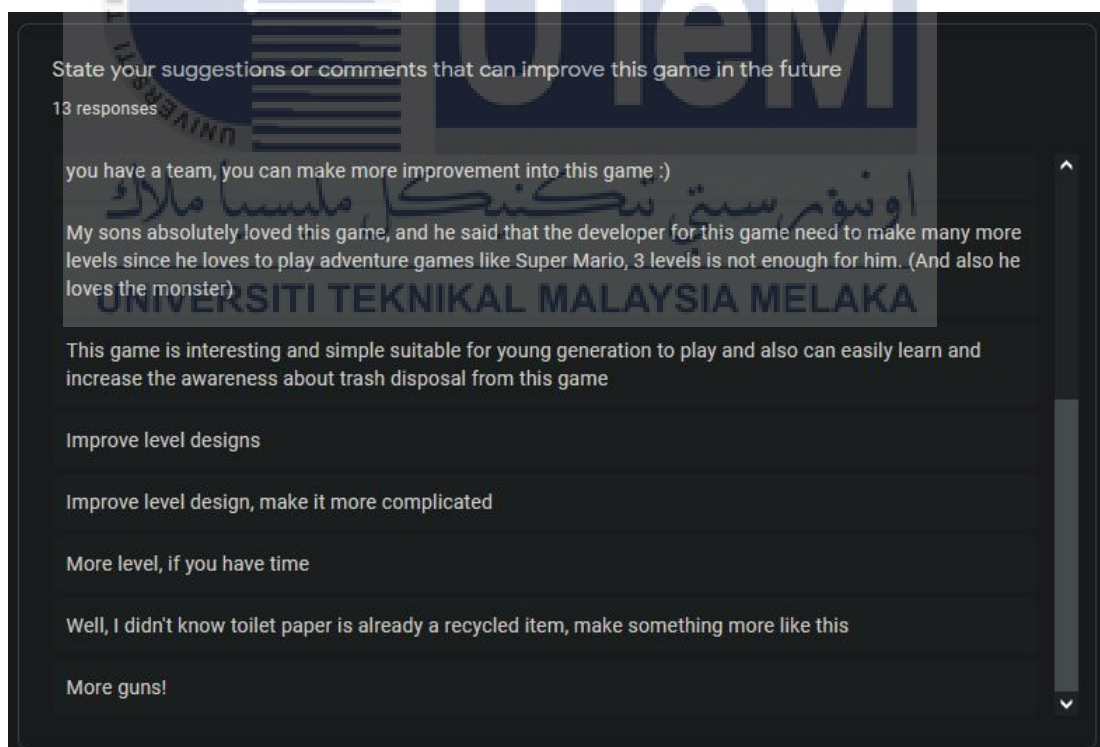 UTeM
UNIVERSITI
State your suggestions or comments that can improve this game in the future
13 responses
you have a team, you can make more improvement into this game :)
اونيۏرسيتي تيكنيكل مليسيا ملاك
My sons absolutely loved this game, and he said that the developer for this game need to make many more
levels since he loves to play adventure games like Super Mario, 3 levels is not enough for him. (And also he
loves the monster)
UNIVERSITI TEKNIKAL MALAYSIA MELAKA
This game is interesting and simple suitable for young generation to play and also can easily learn and
increase the awareness about trash disposal from this game
Improve level designs
Improve level design, make it more complicated
More level, if you have time
Well, I didn't know toilet paper is already a recycled item, make something more like this
More guns!